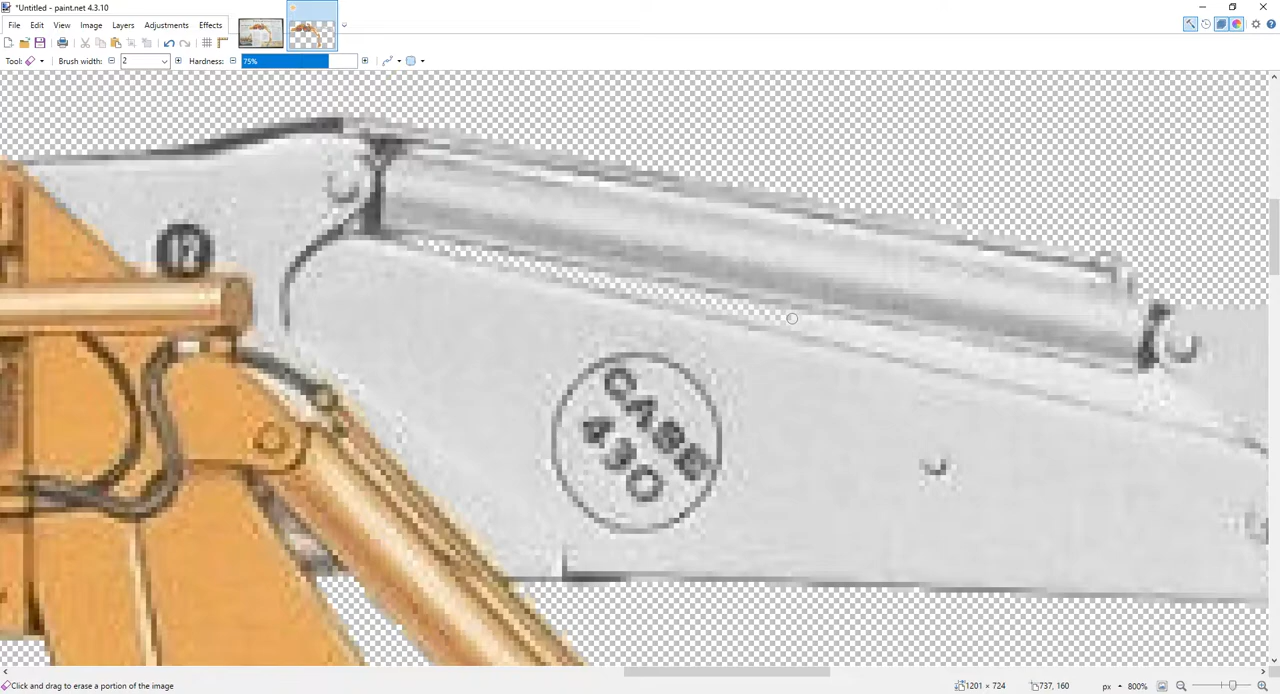 *Untitled - paint.net 4.3.10
File Edit View Image Layers Adjustments Effects
Tool: Brush width: 2 Hardness: 75%
CASE
430
Click and drag to erase a portion of the image 1201 × 724 737, 160 px 800%